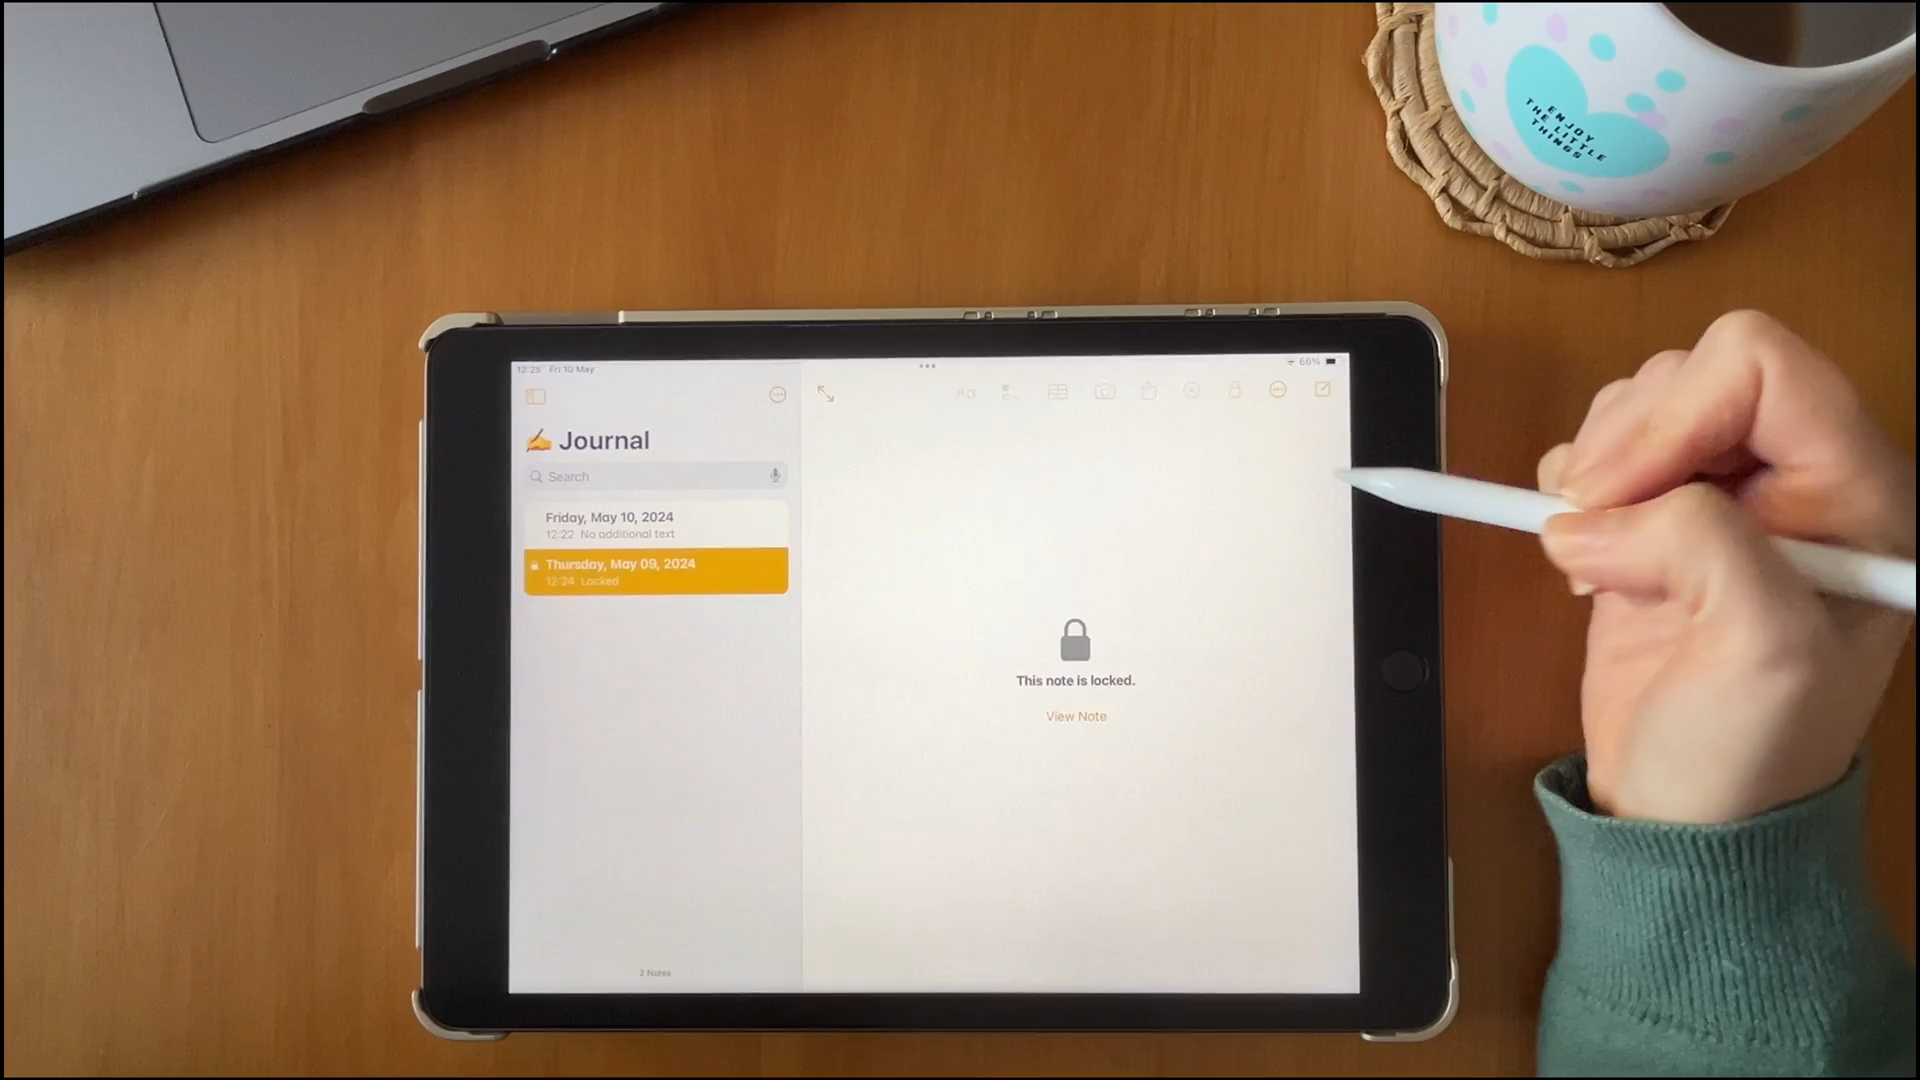 ENJOY
THE LITTLE
THINGS
12:25 Fri 10 May
66%
Aa
✍️ Journal
Search
Friday, May 10, 2024
12:22 No additional text
Thursday, May 09, 2024
12:24 Locked
This note is locked.
View Note
2 Notes